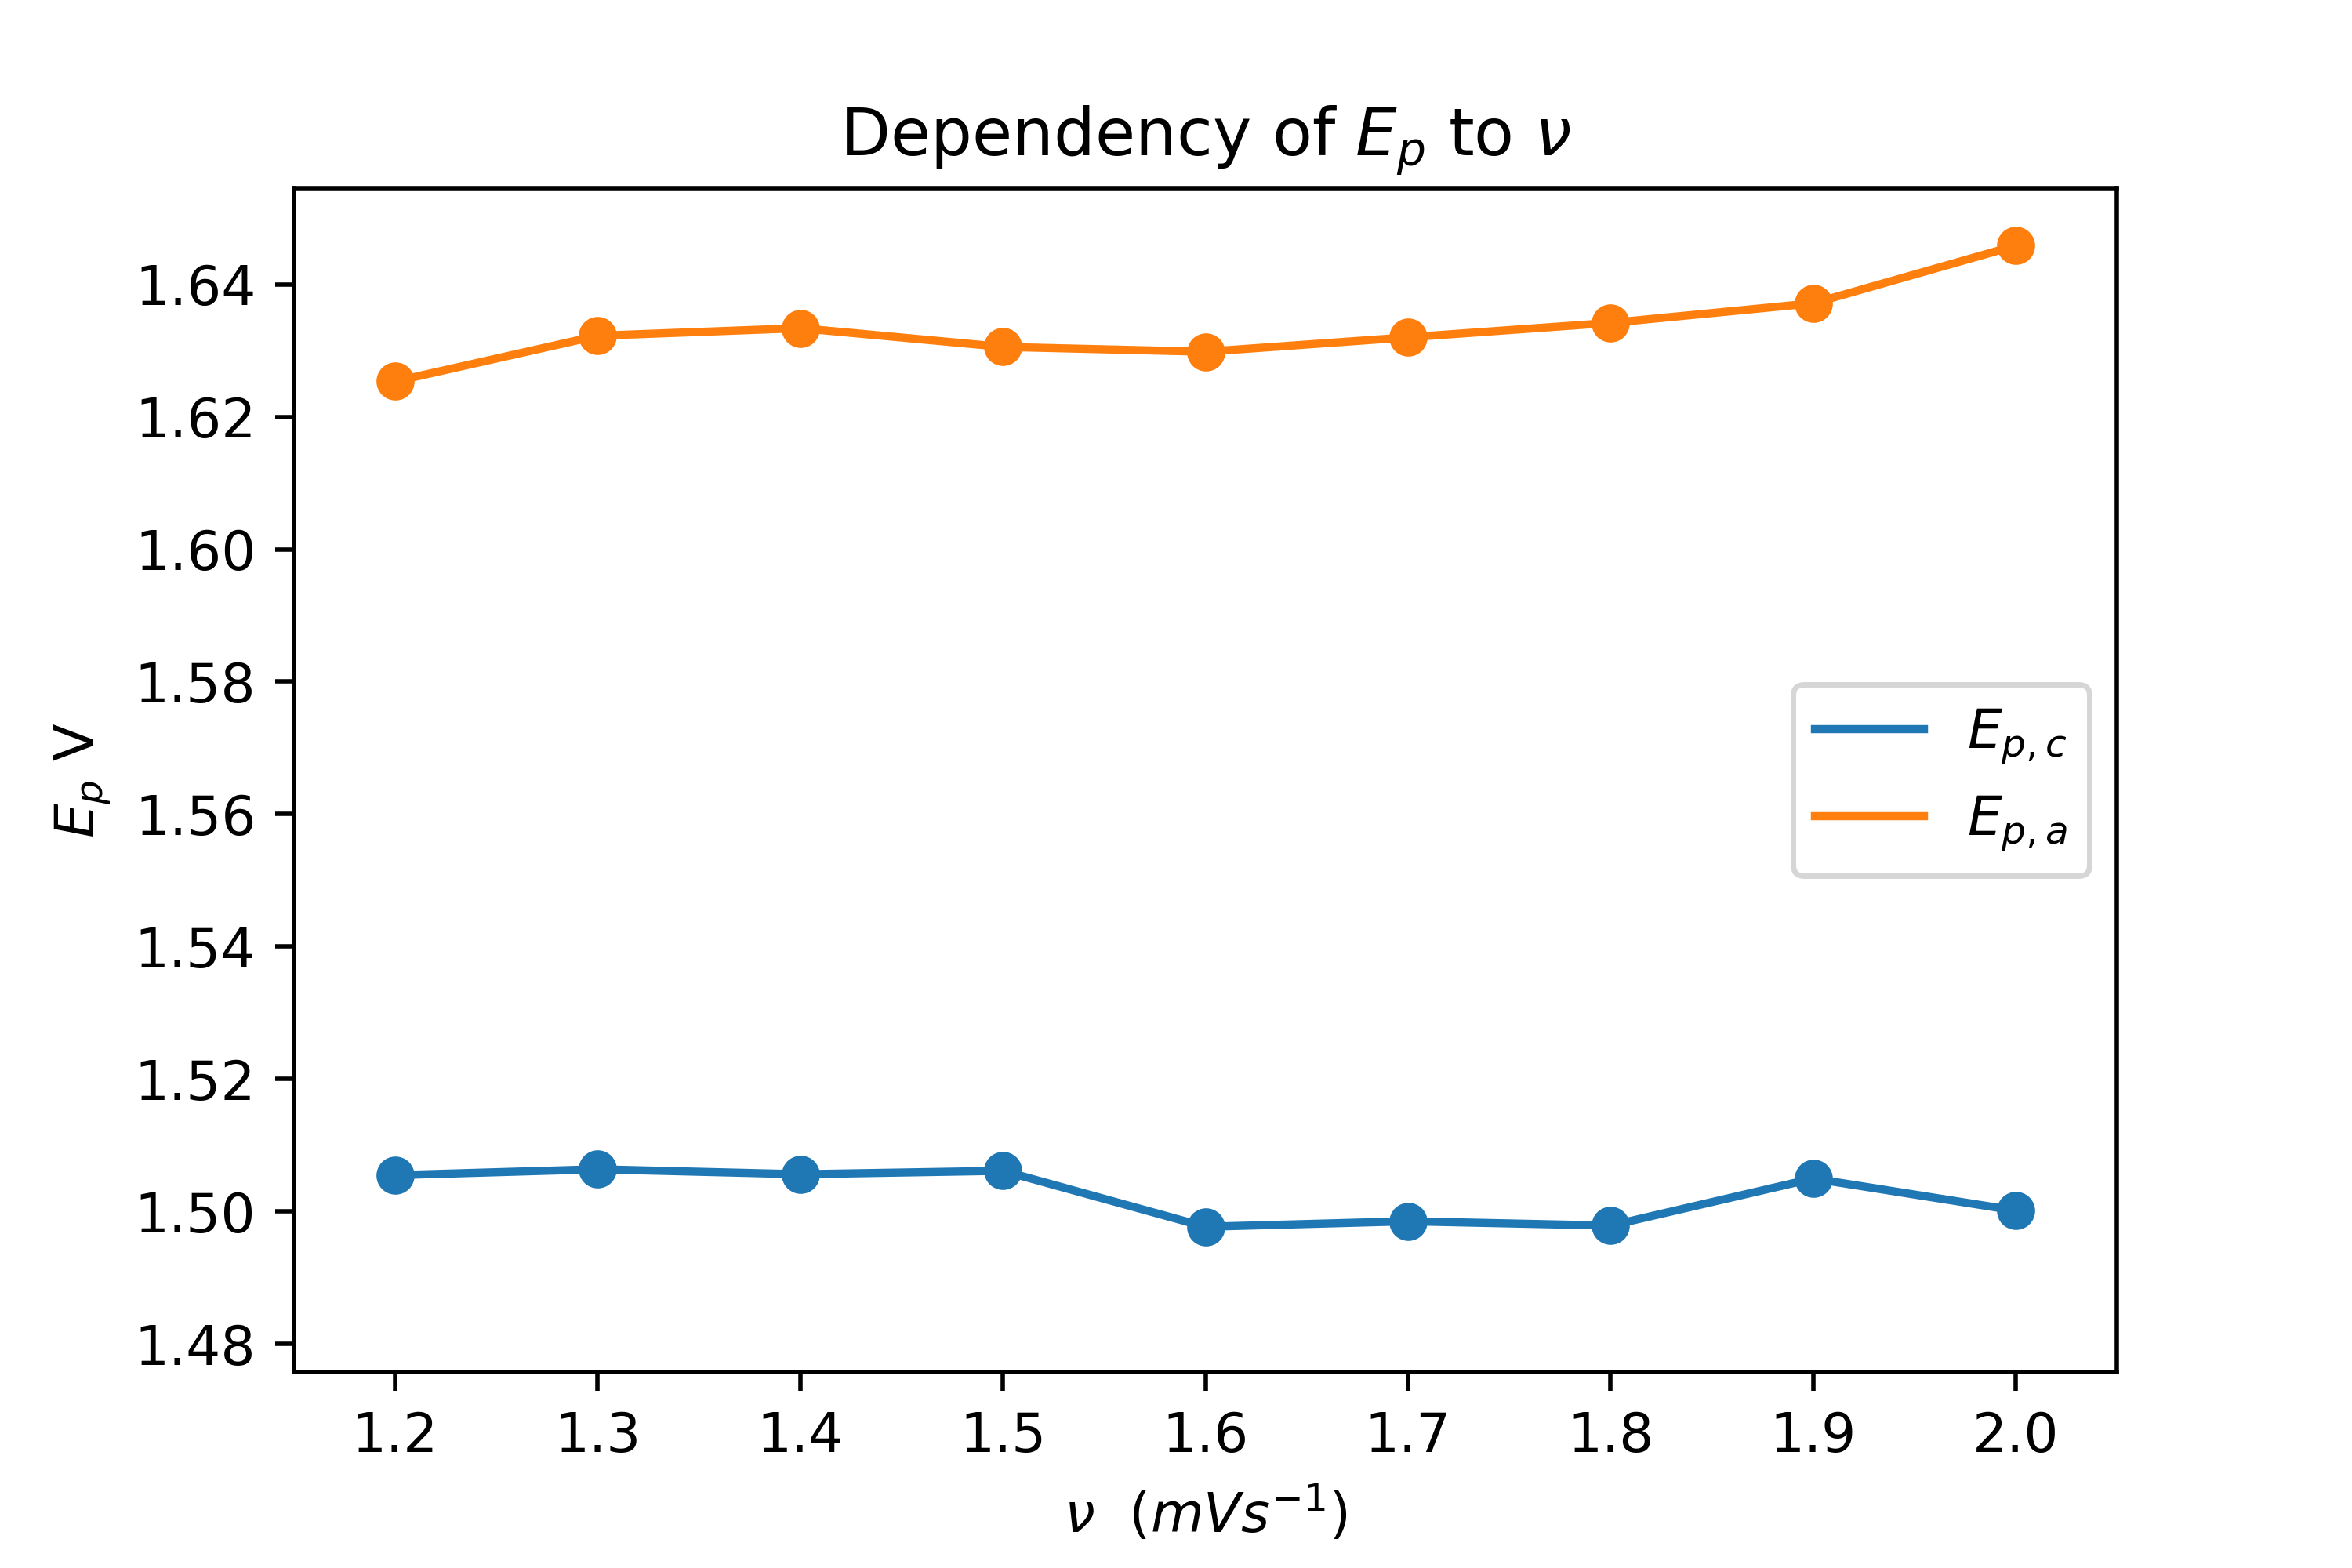 Dependency of E_p to ν
1.64
1.62
1.60
1.58
1.56
1.54
1.52
1.50
1.48
E_p V
E_{p,c}
E_{p,a}
1.2 1.3 1.4 1.5 1.6 1.7 1.8 1.9 2.0
ν (mVs^{−1})